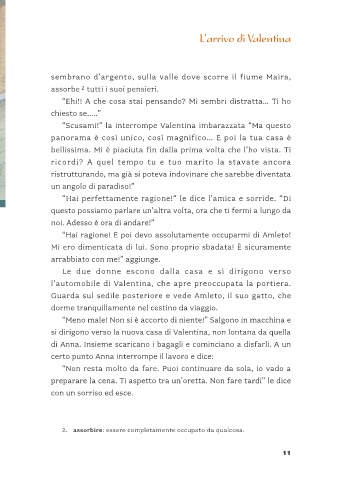 L'arrivo di Valentina
sembrano d'argento, sulla valle dove scorre il fiume Maira,
assorbe 2 tutti i suoi pensieri.
"Ehi!! A che cosa stai pensando? Mi sembri distratta... Ti ho
chiesto se....."
"Scusami!" la interrompe Valentina imbarazzata "Ma questo
panorama è così unico, così magnifico... E poi la tua casa è
bellissima. Mi è piaciuta fin dalla prima volta che l'ho vista. Ti
ricordi? A quel tempo tu e tuo marito la stavate ancora
ristrutturando, ma già si poteva indovinare che sarebbe diventata
un angolo di paradiso!"
"Hai perfettamente ragione!" le dice l'amica e sorride. "Di
questo possiamo parlare un'altra volta, ora che ti fermi a lungo da
noi. Adesso è ora di andare!"
"Hai ragione! E poi devo assolutamente occuparmi di Amleto!
Mi ero dimenticata di lui. Sono proprio sbadata! È sicuramente
arrabbiato con me!" aggiunge.
Le due donne escono dalla casa e si dirigono verso
l'automobile di Valentina, che apre preoccupata la portiera.
Guarda sul sedile posteriore e vede Amleto, il suo gatto, che
dorme tranquillamente nel cestino da viaggio.
"Meno male! Non si è accorto di niente!" Salgono in macchina e
si dirigono verso la nuova casa di Valentina, non lontana da quella
di Anna. Insieme scaricano i bagagli e cominciano a disfarli. A un
certo punto Anna interrompe il lavoro e dice:
"Non resta molto da fare. Puoi continuare da sola, io vado a
preparare la cena. Ti aspetto tra un'oretta. Non fare tardi" le dice
con un sorriso ed esce.
2. assorbire: essere completamente occupato da qualcosa.
11